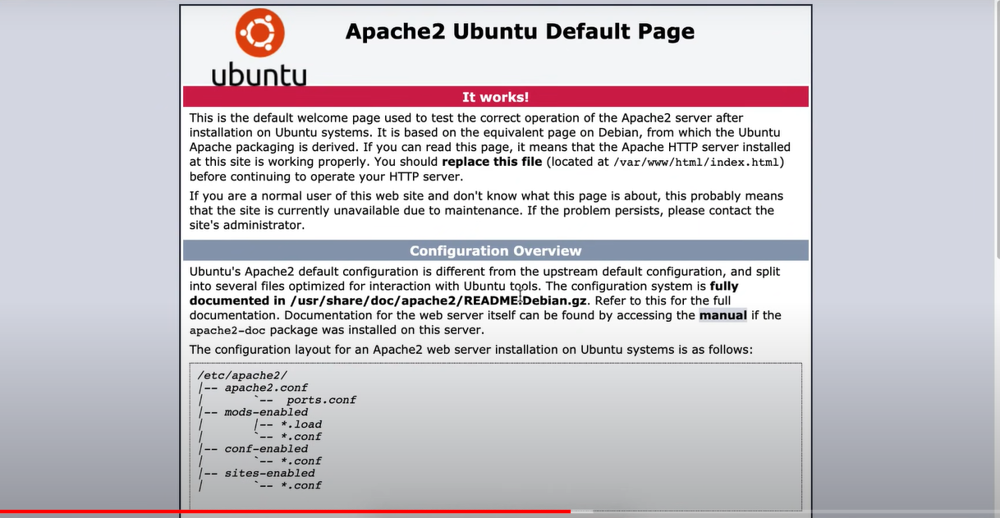 ubuntu
Apache2 Ubuntu Default Page
It works!
This is the default welcome page used to test the correct operation of the Apache2 server after
installation on Ubuntu systems. It is based on the equivalent page on Debian, from which the Ubuntu
Apache packaging is derived. If you can read this page, it means that the Apache HTTP server installed
at this site is working properly. You should replace this file (located at /var/www/html/index.html)
before continuing to operate your HTTP server.
If you are a normal user of this web site and don't know what this page is about, this probably means
that the site is currently unavailable due to maintenance. If the problem persists, please contact the
site's administrator.
Configuration Overview
Ubuntu's Apache2 default configuration is different from the upstream default configuration, and split
into several files optimized for interaction with Ubuntu tools. The configuration system is fully
documented in /usr/share/doc/apache2/README.Debian.gz. Refer to this for the full
documentation. Documentation for the web server itself can be found by accessing the manual if the
apache2-doc package was installed on this server.
The configuration layout for an Apache2 web server installation on Ubuntu systems is as follows:
/etc/apache2/
|-- apache2.conf
|       `--  ports.conf
|-- mods-enabled
|       |-- *.load
|       `-- *.conf
|-- conf-enabled
|       `-- *.conf
|-- sites-enabled
|       `-- *.conf